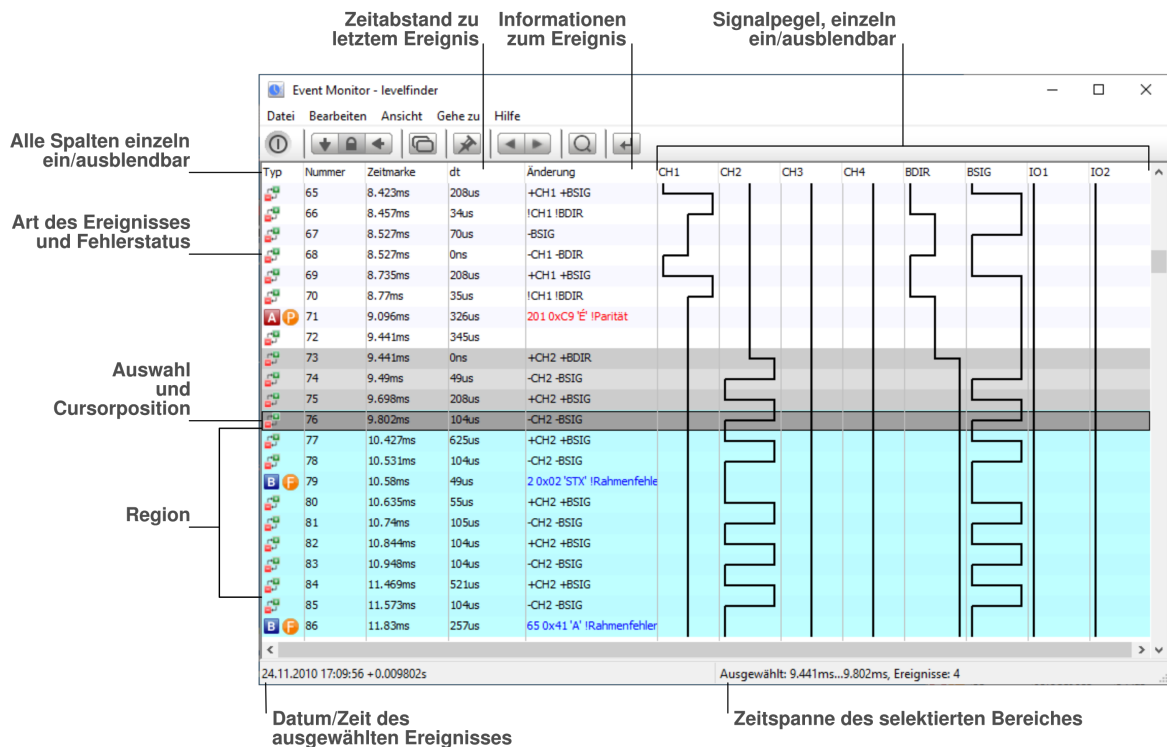 Zeitabstand zu
letztem Ereignis
Informationen
zum Ereignis
Signalpegel, einzeln
ein/ausblendbar
Event Monitor - levelfinder
Datei Bearbeiten Ansicht Gehe zu Hilfe
Alle Spalten einzeln
ein/ausblendbar
Typ Nummer Zeitmarke dt Änderung CH1 CH2 CH3 CH4 BDIR BSIG IO1 IO2
65 8.423ms 208us +CH1 +BSIG
66 8.457ms 34us !CH1 !BDIR
67 8.527ms 70us -BSIG
68 8.527ms 0ns -CH1 -BDIR
69 8.735ms 208us +CH1 +BSIG
70 8.77ms 35us !CH1 !BDIR
A P 71 9.096ms 326us 201 0xC9 'É' !Parität
72 9.441ms 345us
73 9.441ms 0ns +CH2 +BDIR
74 9.49ms 49us -CH2 -BSIG
75 9.698ms 208us +CH2 +BSIG
76 9.802ms 104us -CH2 -BSIG
77 10.427ms 625us +CH2 +BSIG
78 10.531ms 104us -CH2 -BSIG
B F 79 10.58ms 49us 2 0x02 'STX' !Rahmenfehle
80 10.635ms 55us +CH2 +BSIG
81 10.74ms 105us -CH2 -BSIG
82 10.844ms 104us +CH2 +BSIG
83 10.948ms 104us -CH2 -BSIG
84 11.469ms 521us +CH2 +BSIG
85 11.573ms 104us -CH2 -BSIG
B F 86 11.83ms 257us 65 0x41 'A' !Rahmenfehler
Art des Ereignisses
und Fehlerstatus
Auswahl
und
Cursorposition
Region
24.11.2010 17:09:56 +0.009802s
Ausgewählt: 9.441ms...9.802ms, Ereignisse: 4
Datum/Zeit des
ausgewählten Ereignisses
Zeitspanne des selektierten Bereiches